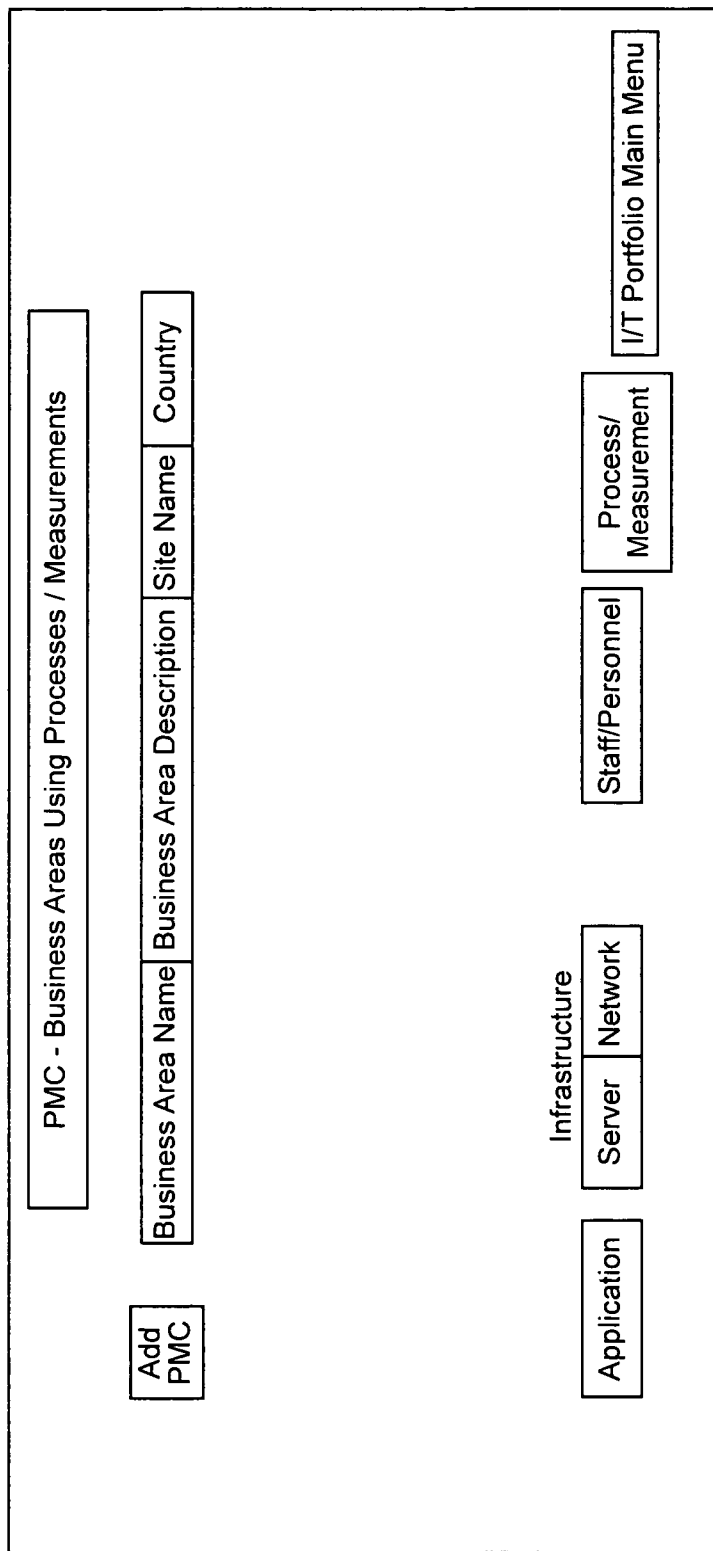 PMC - Business Areas Using Processes / Measurements
Add
PMC
Business Area Name
Business Area Description
Site Name
Country
Infrastructure
Application
Server
Network
Staff/Personnel
Process/
Measurement
I/T Portfolio Main Menu